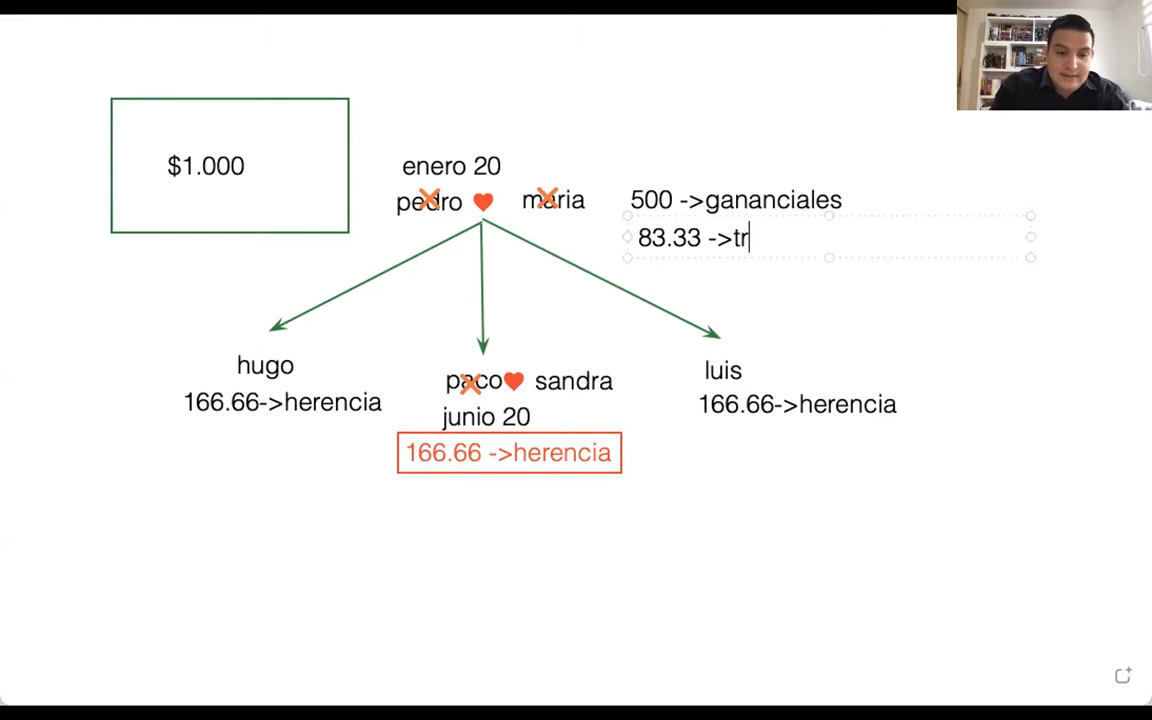 $1.000
enero 20
pedro maria
500 ->gananciales
83.33 ->tr
hugo
166.66->herencia
paco sandra
junio 20
166.66 ->herencia
luis
166.66->herencia